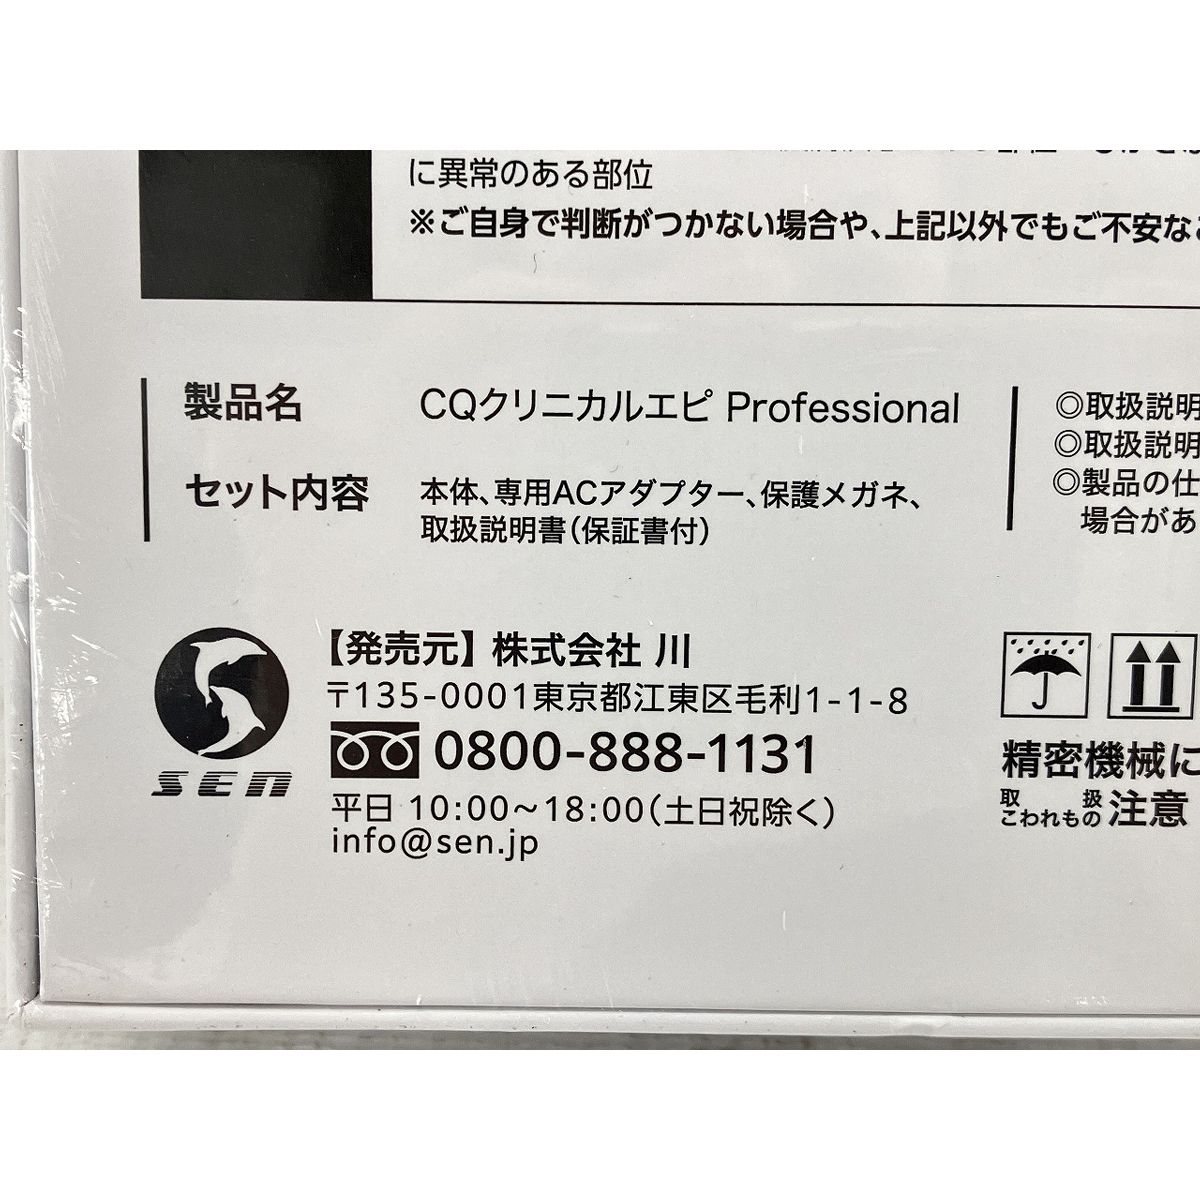 に異常のある部位
※ご自身で判断がつかない場合や、上記以外でもご不安なこ
製品名 CQクリニカルエピ Professional
セット内容 本体、専用ACアダプター、保護メガネ、
取扱説明書(保証書付)
◎取扱説明
◎取扱説明
◎製品の仕
場合があ
【発売元】 株式会社 川
〒135-0001東京都江東区毛利1-1-8
0800-888-1131
平日 10:00～18:00(土日祝除く)
info@sen.jp
SEN
精密機械に
取扱注意
こわれもの